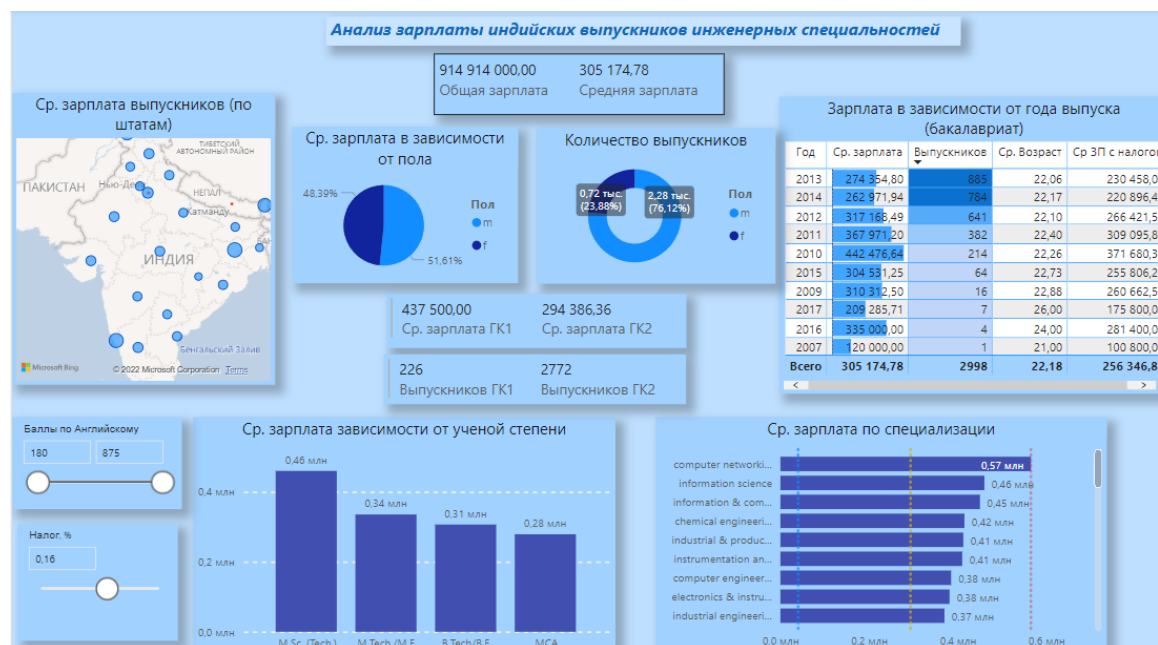 Анализ зарплаты индийских выпускников инженерных специальностей
914 914 000,00 305 174,78
Общая зарплата Средняя зарплата
Ср. зарплата выпускников (по
штатам)
ТИБЕТСКИЙ
АВТОНОМНЫЙ РАЙОН
ПАКИСТАН
НЕПАЛ
Катманду
ИНДИЯ
Бенгальский Залив
Microsoft Bing
© 2022 Microsoft Corporation Terms
Ср. зарплата в зависимости
от пола
48,39%
51,61%
Пол
m
f
Количество выпускников
0,72 тыс.
(23,88%)
2,28 тыс.
(76,12%)
Пол
m
f
437 500,00 294 386,36
Ср. зарплата ГК1 Ср. зарплата ГК2
226 2772
Выпускников ГК1 Выпускников ГК2
Зарплата в зависимости от года выпуска
(бакалавриат)
Год Ср. зарплата Выпускников Ср. Возраст Ср ЗП с налого
2013 274 354,80 885 22,06 230 458,0
2014 262 971,94 784 22,17 220 896,4
2012 317 168,49 641 22,10 266 421,5
2011 367 971,20 382 22,40 309 095,8
2010 442 476,64 214 22,26 371 680,3
2015 304 531,25 64 22,73 255 806,2
2009 310 312,50 16 22,88 260 662,5
2017 209 285,71 7 26,00 175 800,0
2016 335 000,00 4 24,00 281 400,0
2007 120 000,00 1 21,00 100 800,0
Всего 305 174,78 2998 22,18 256 346,8
Баллы по Английскому
180 875
Налог, %
0,16
Ср. зарплата зависимости от ученой степени
0,46 млн
0,34 млн
0,31 млн
0,28 млн
0,4 млн
0,2 млн
0,0 млн
M.Sc. (Tech.) M.Tech./M.E. B.Tech/B.E. MCA
Ср. зарплата по специализации
computer networki... 0,57 млн
information science 0,46 млн
information & com... 0,45 млн
chemical engineeri... 0,42 млн
industrial & produc... 0,41 млн
instrumentation an... 0,41 млн
computer engineer... 0,38 млн
electronics & instru... 0,38 млн
industrial engineeri... 0,37 млн
0,0 млн 0,2 млн 0,4 млн 0,6 млн